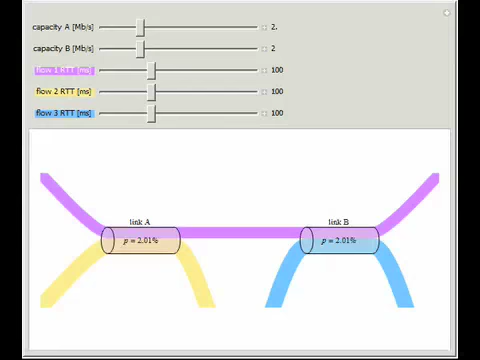 capacity A [Mb/s] 2.
capacity B [Mb/s] 2
flow 1 RTT [ms] 100
flow 2 RTT [ms] 100
flow 3 RTT [ms] 100
link A link B
p = 2.01% p = 2.01%